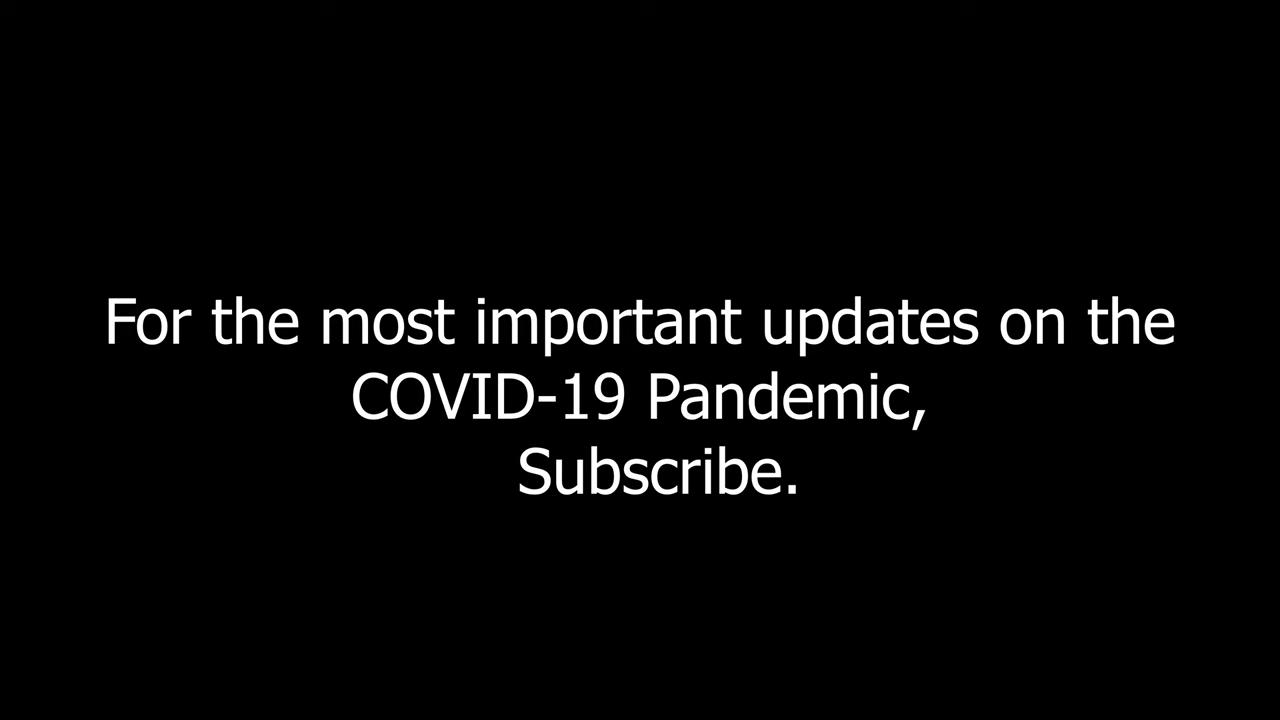 For the most important updates on the
COVID-19 Pandemic,
Subscribe.